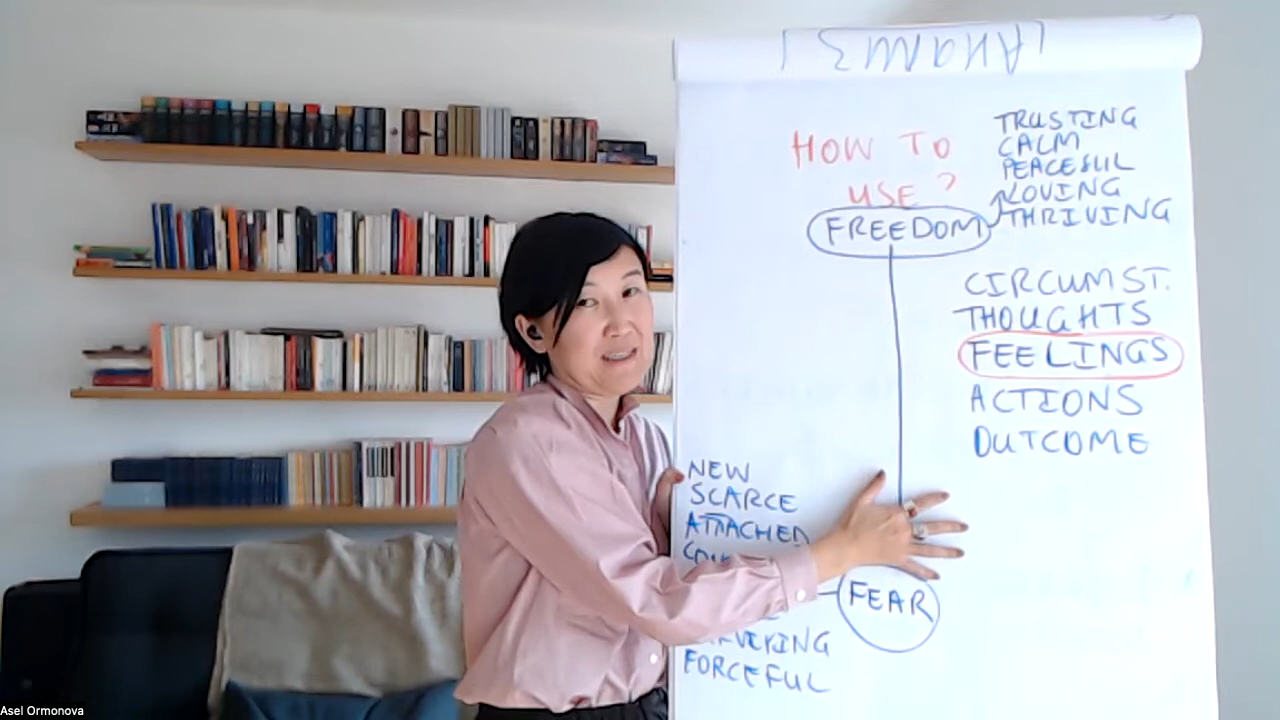 HOW TO
USE?
FREEDOM
TRUSTING
CALM
PEACEFUL
LOVING
THRIVING
CIRCUMST.
THOUGHTS
FEELINGS
ACTIONS
OUTCOME
NEW
SCARCE
ATTACHED
FEAR
FORCEFUL
Asel Ormonova